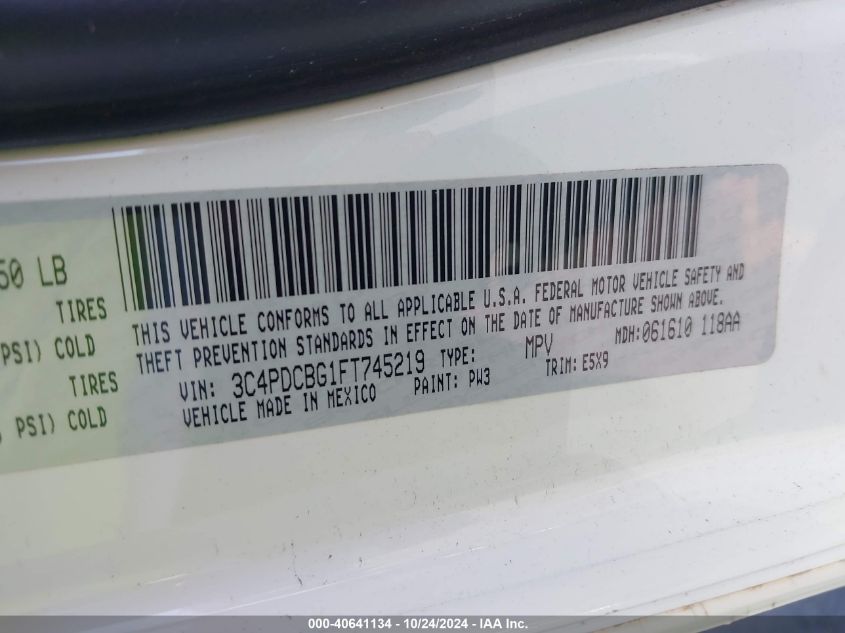 50 LB
TIRES
PSI) COLD
TIRES
PSI) COLD
THIS VEHICLE CONFORMS TO ALL APPLICABLE U.S.A. FEDERAL MOTOR VEHICLE SAFETY AND
THEFT PREVENTION STANDARDS IN EFFECT ON THE DATE OF MANUFACTURE SHOWN ABOVE.
VIN: 3C4PDCBG1FT745219 TYPE: MPV MDH:061610 118AA
VEHICLE MADE IN MEXICO PAINT: PW3 TRIM: E5X9
000-40641134 - 10/24/2024 - IAA Inc.